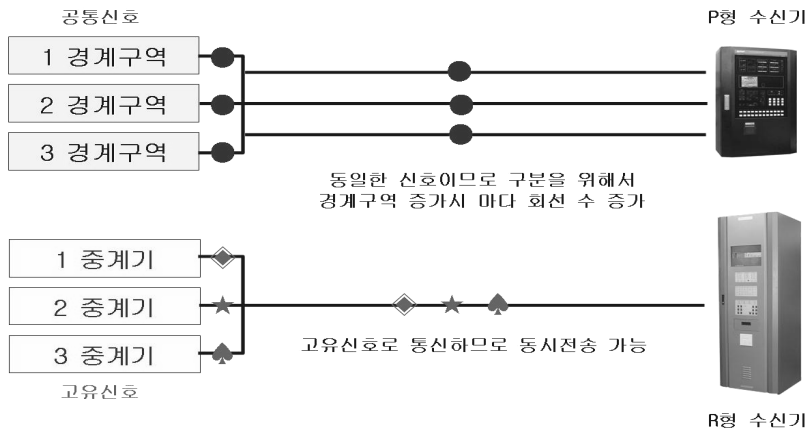 공통신호
P형 수신기
1 경계구역
2 경계구역
3 경계구역
동일한 신호이므로 구분을 위해서
경계구역 증가시 마다 회선 수 증가
1 중계기
2 중계기
3 중계기
고유신호로 통신하므로 동시전송 가능
고유신호
R형 수신기